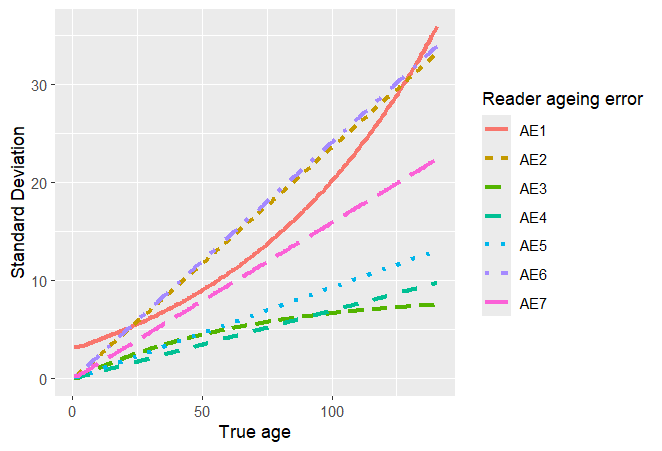 30
20
10
0
Standard Deviation
0
50
100
True age
Reader ageing error
AE1
AE2
AE3
AE4
AE5
AE6
AE7